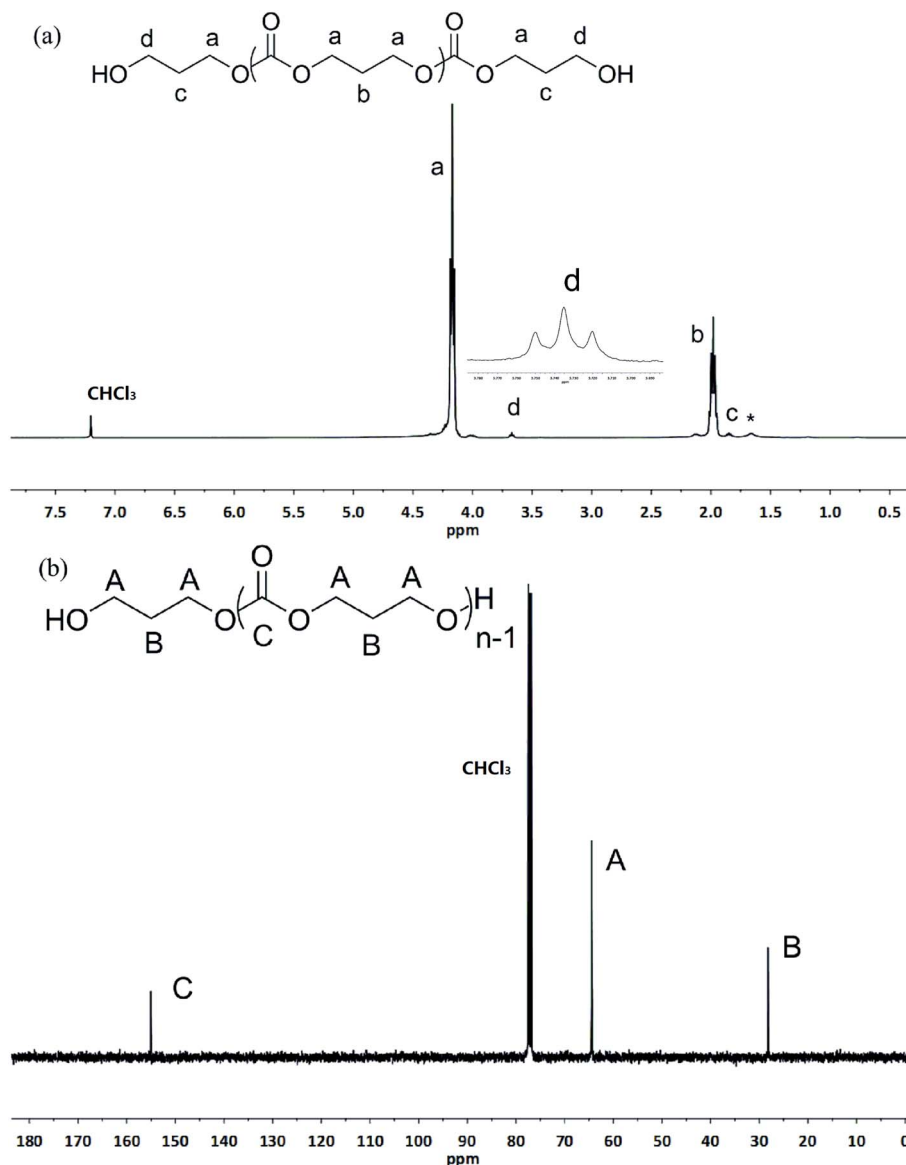 (a)
O O
d a a a a d
HO O O O O OH
c b c
a
d
b
CHCl₃
d
c *
7.5 7.0 6.5 6.0 5.5 5.0 4.5 4.0 3.5 3.0 2.5 2.0 1.5 1.0 0.5
ppm
(b)
O
A A A A
HO O O O H
B C B n-1
CHCl₃
A
B
C
180 170 160 150 140 130 120 110 100 90 80 70 60 50 40 30 20 10 0
ppm